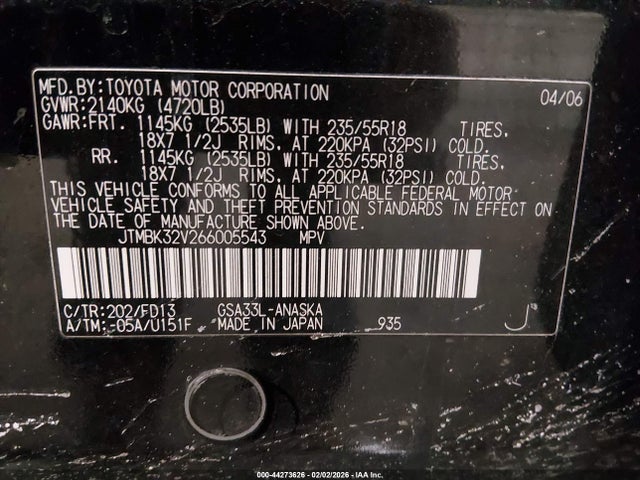 MFD.BY:TOYOTA MOTOR CORPORATION 04/06
GVWR:2140KG (4720LB)
GAWR:FRT. 1145KG (2535LB) WITH 235/55R18 TIRES,
18X7 1/2J RIMS. AT 220KPA (32PSI) COLD.
RR. 1145KG (2535LB) WITH 235/55R18 TIRES,
18X7 1/2J RIMS. AT 220KPA (32PSI) COLD.
THIS VEHICLE CONFORMS TO ALL APPLICABLE FEDERAL MOTOR
VEHICLE SAFETY AND THEFT PREVENTION STANDARDS IN EFFECT ON
THE DATE OF MANUFACTURE SHOWN ABOVE.
JTMBK32V266005543 MPV
C/TR:202/FD13 GSA33L-ANASKA
A/TM:-05A/U151F MADE IN JAPAN 935 J
000-44273626 - 02/02/2026 - IAA Inc.